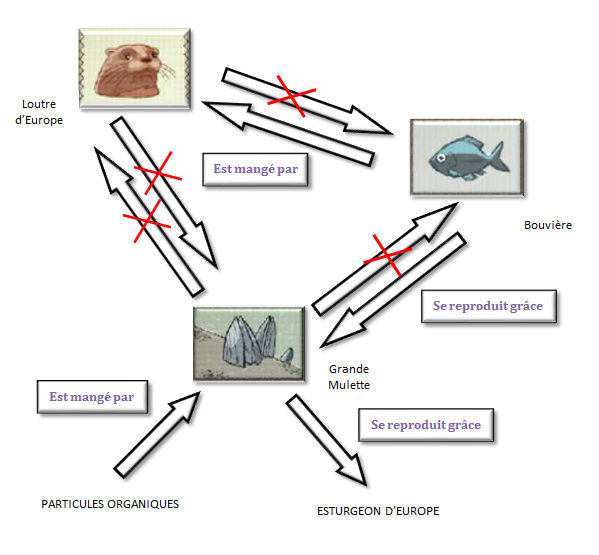 Loutre
d'Europe
Est mangé par
Bouvière
Se reproduit grâce
Grande
Mulette
Est mangé par
Se reproduit grâce
PARTICULES ORGANIQUES
ESTURGEON D'EUROPE